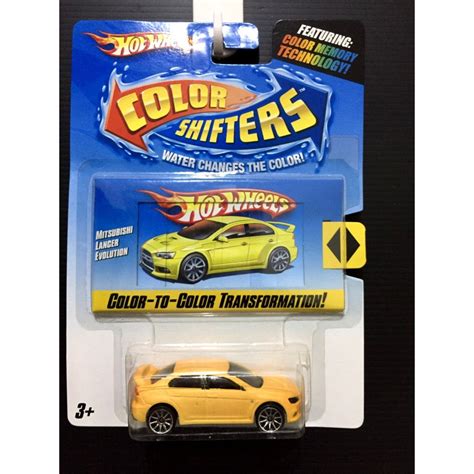 Hot Wheels
FEATURING:
COLOR MEMORY
TECHNOLOGY!
COLOR
SHIFTERS™
WATER CHANGES THE COLOR!
Hot Wheels
MITSUBISHI
LANCER
EVOLUTION
COLOR-TO-COLOR TRANSFORMATION!
3+